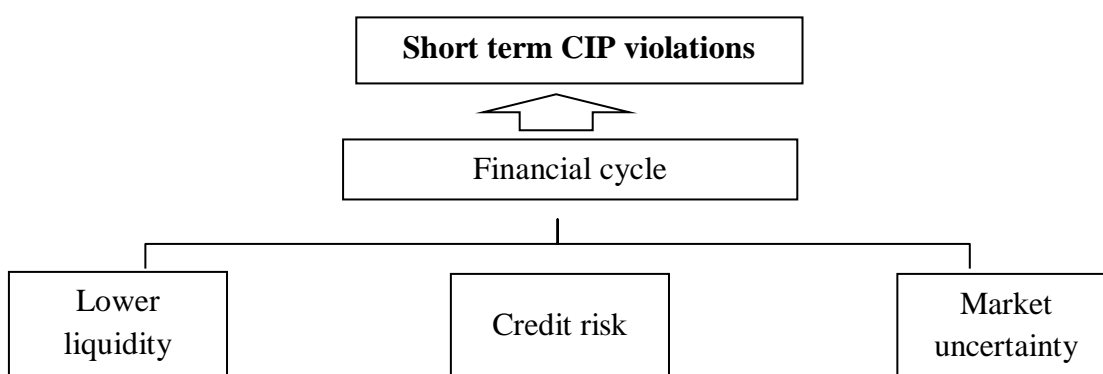 Short term CIP violations
Financial cycle
Lower
liquidity
Credit risk
Market
uncertainty